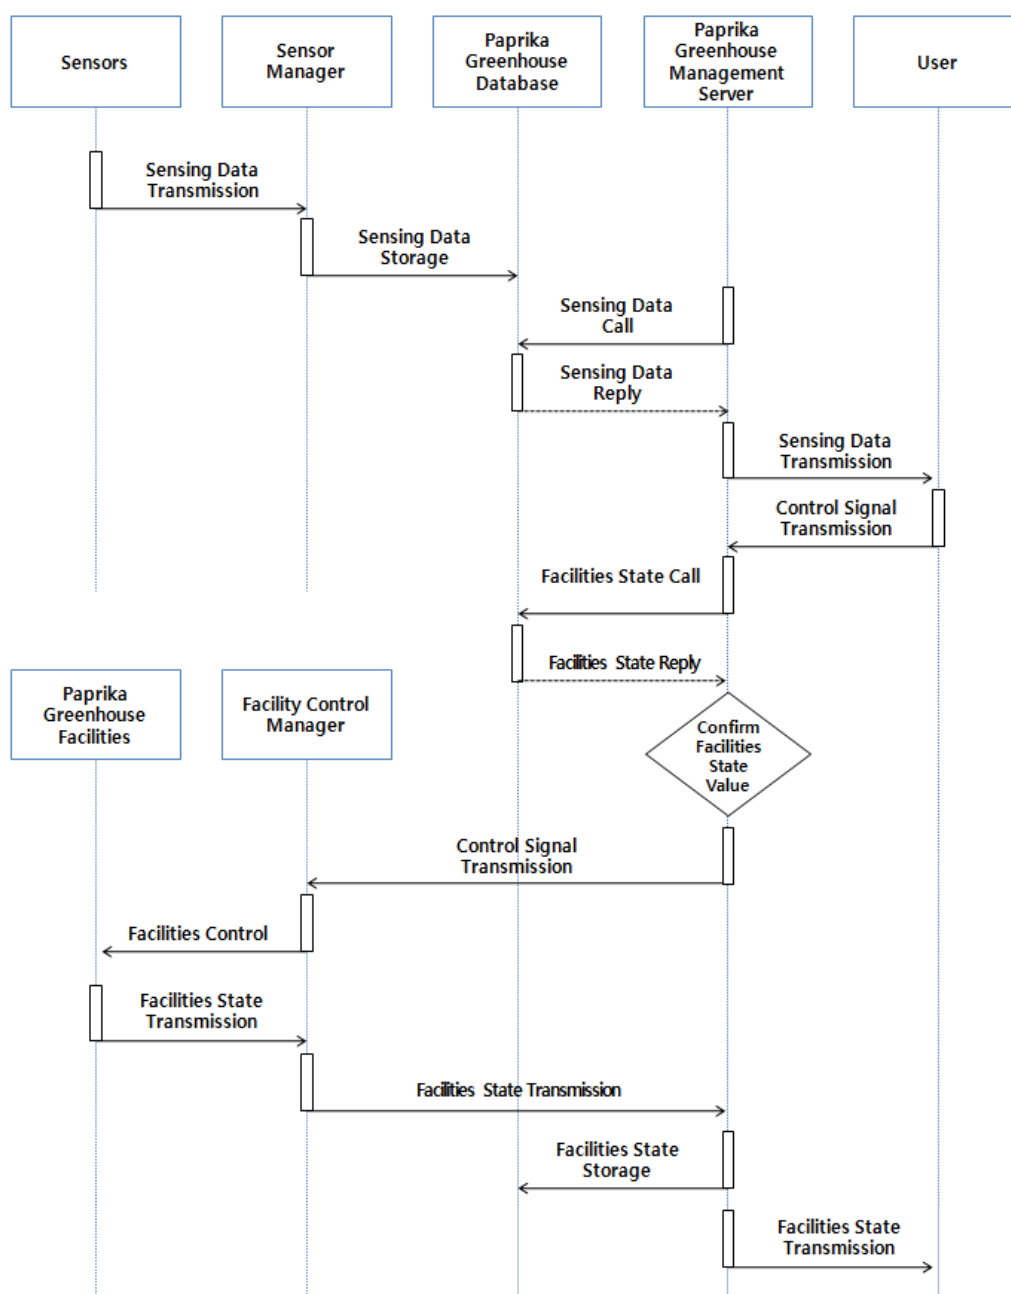 Sensors
Sensor
Manager
Paprika
Greenhouse
Database
Paprika
Greenhouse
Management
Server
User
Sensing Data
Transmission
Sensing Data
Storage
Sensing Data
Call
Sensing Data
Reply
Sensing Data
Transmission
Control Signal
Transmission
Facilities State Call
Facilities State Reply
Paprika
Greenhouse
Facilities
Facility Control
Manager
Confirm
Facilities
State
Value
Control Signal
Transmission
Facilities Control
Facilities State
Transmission
Facilities State Transmission
Facilities State
Storage
Facilities State
Transmission